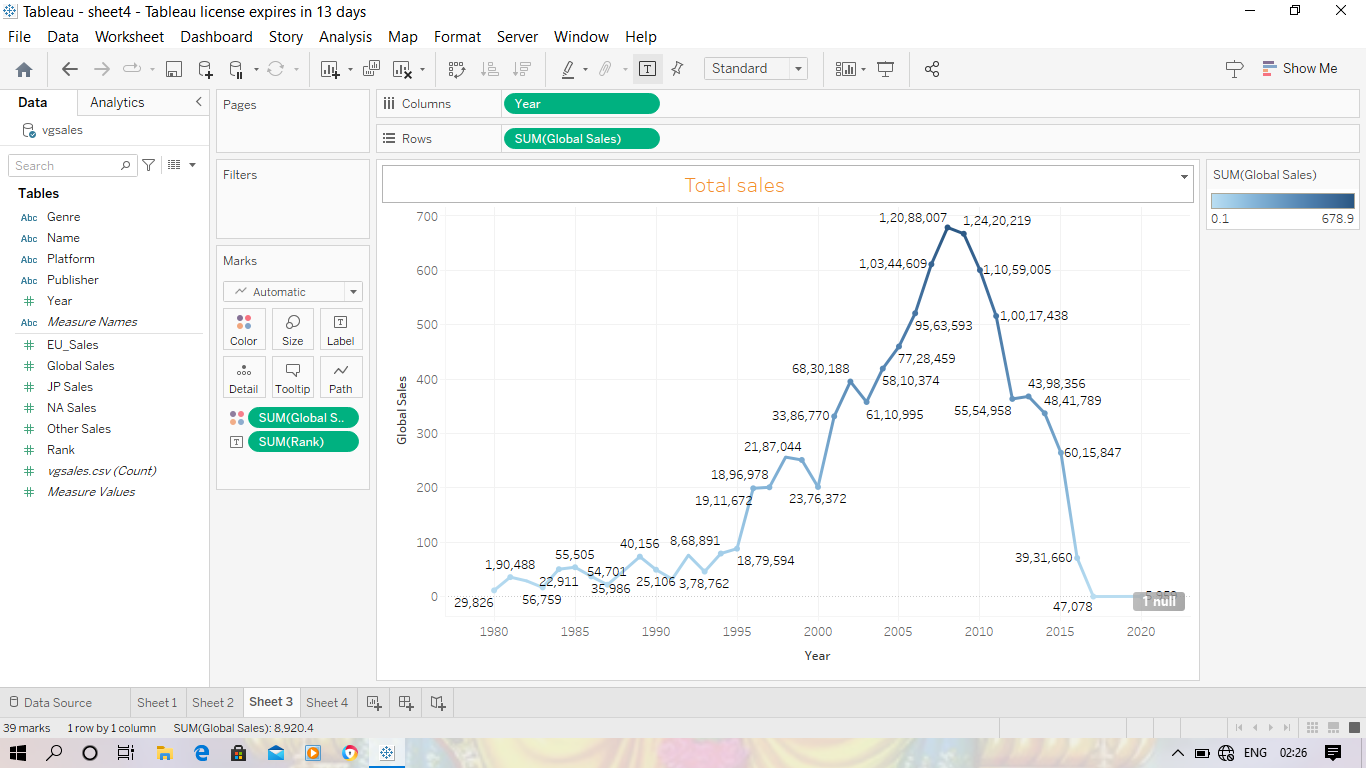 Tableau - sheet4 - Tableau license expires in 13 days
File Data Worksheet Dashboard Story Analysis Map Format Server Window Help
Standard
Show Me
Data Analytics
vgsales
Search
Tables
Abc Genre
Abc Name
Abc Platform
Abc Publisher
# Year
Abc Measure Names
# EU_Sales
# Global Sales
# JP Sales
# NA Sales
# Other Sales
# Rank
# vgsales.csv (Count)
# Measure Values
Pages
Filters
Marks
Automatic
Color Size Label
Detail Tooltip Path
SUM(Global S..
SUM(Rank)
Columns Year
Rows SUM(Global Sales)
Total sales
Global Sales
700
600
500
400
300
200
100
0
1,20,88,007 1,24,20,219
1,03,44,609 1,10,59,005
95,63,593 1,00,17,438
77,28,459
68,30,188 58,10,374 43,98,356
33,86,770 61,10,995 55,54,958 48,41,789
21,87,044 60,15,847
18,96,978
19,11,672 23,76,372
40,156 8,68,891
55,505 18,79,594 39,31,660
1,90,488 54,701
22,911 35,986 25,106 3,78,762
29,826 56,759 47,078
1 null
1980 1985 1990 1995 2000 2005 2010 2015 2020
Year
SUM(Global Sales)
0.1 678.9
Data Source Sheet 1 Sheet 2 Sheet 3 Sheet 4
39 marks 1 row by 1 column SUM(Global Sales): 8,920.4
ENG 02:26